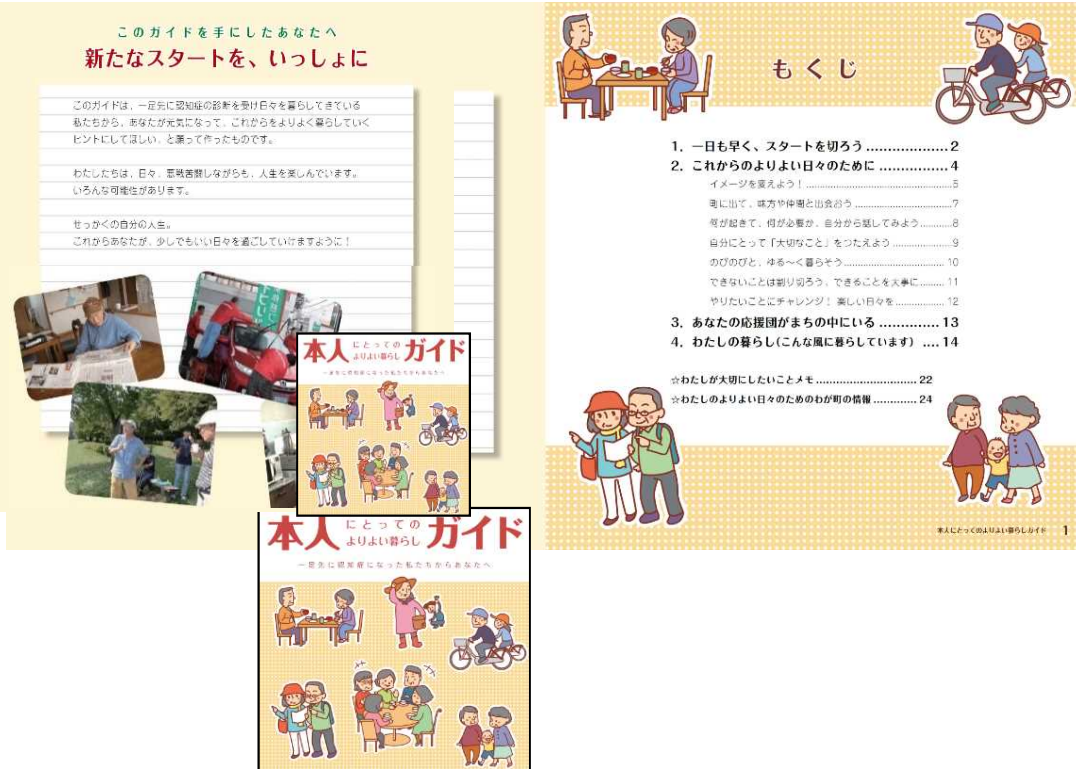 このガイドを手にしたあなたへ
新たなスタートを、いっしょに
このガイドは、一足先に認知症の診断を受け日々を暮らしてきている
私たちから、あなたが元気になって、これからをよりよく暮らしていく
ヒントにしてほしい、と願って作ったものです。
わたしたちは、日々、悪戦苦闘しながらも、人生を楽しんでいます。
いろんな可能性があります。
せっかくの自分の人生。
これからあなたが、少しでもいい日々を過ごしていけますように！
本人にとってのよりよい暮らしガイド
一足先に認知症になった私たちからあなたへ
本人にとってのよりよい暮らしガイド
一足先に認知症になった私たちからあなたへ
もくじ
1．一日も早く、スタートを切ろう ................... 2
2．これからのよりよい日々のために ................ 4
イメージを変えよう！ ................... 5
町に出て、味方や仲間と出会おう ................... 7
何が起きて、何が必要か、自分から話してみよう ........... 8
自分にとって「大切なこと」をつたえよう ................... 9
のびのびと、ゆる〜く暮らそう ................... 10
できないことは割り切ろう、できることを大事に ......... 11
やりたいことにチャレンジ！ 楽しい日々を ................. 12
3．あなたの応援団がまちの中にいる .............. 13
4．わたしの暮らし(こんな風に暮らしています) .... 14
☆わたしが大切にしたいことメモ ............................... 22
☆わたしのよりよい日々のためのわが町の情報 ............. 24
本人にとってのよりよい暮らしガイド 1